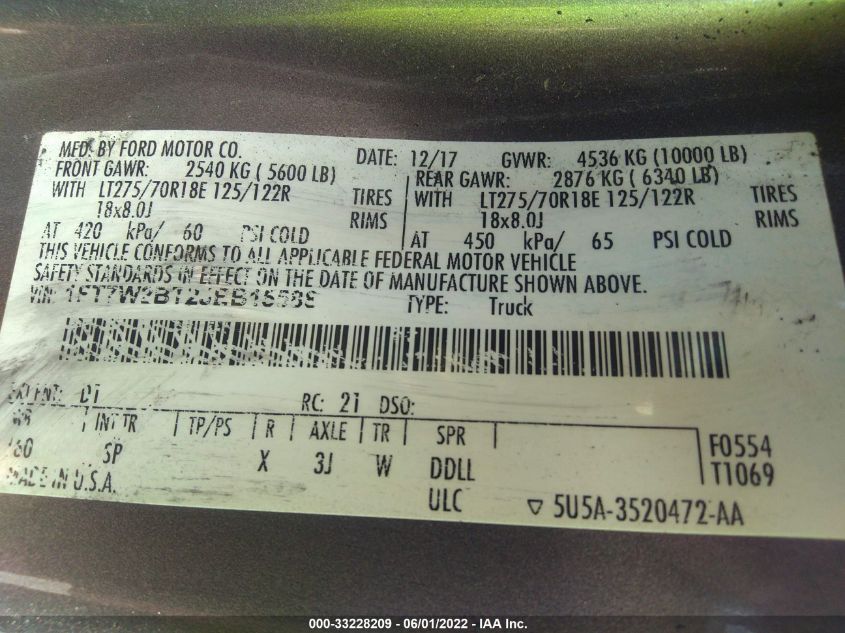 MFD. BY FORD MOTOR CO. DATE: 12/17 GVWR: 4536 KG (10000 LB)
FRONT GAWR: 2540 KG ( 5600 LB) REAR GAWR: 2876 KG ( 6340 LB)
WITH LT275/70R18E 125/122R TIRES WITH LT275/70R18E 125/122R TIRES
18x8.0J RIMS 18x8.0J RIMS
AT 420 kPa/ 60 PSI COLD AT 450 kPa/ 65 PSI COLD
THIS VEHICLE CONFORMS TO ALL APPLICABLE FEDERAL MOTOR VEHICLE
SAFETY STANDARDS IN EFFECT ON THE DATE OF MANUFACTURE SHOWN ABOVE.
VIN: TYPE: Truck
D1 RC: 21 DSO:
WB INT TR TP/PS R AXLE TR SPR F0554
160 SP X 3J W DDLL T1069
MADE IN U.S.A. ULC ▽ 5U5A-3520472-AA
000-33228209 - 06/01/2022 - IAA Inc.